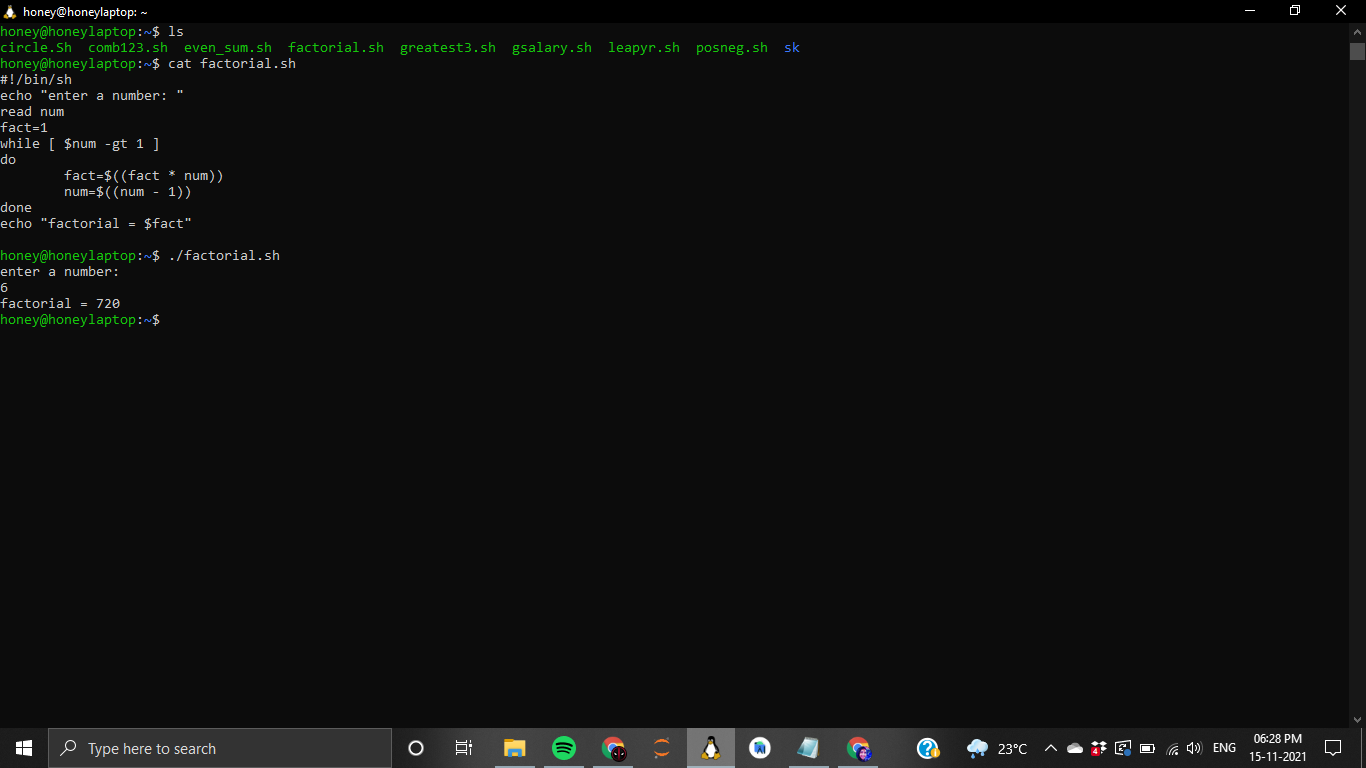 honey@honeylaptop: ~
honey@honeylaptop:~$ ls
circle.Sh  comb123.sh  even_sum.sh  factorial.sh  greatest3.sh  gsalary.sh  leapyr.sh  posneg.sh  sk
honey@honeylaptop:~$ cat factorial.sh
#!/bin/sh
echo "enter a number: "
read num
fact=1
while [ $num -gt 1 ]
do
        fact=$((fact * num))
        num=$((num - 1))
done
echo "factorial = $fact"

honey@honeylaptop:~$ ./factorial.sh
enter a number:
6
factorial = 720
honey@honeylaptop:~$
Type here to search
23°C
4
ENG
06:28 PM
15-11-2021